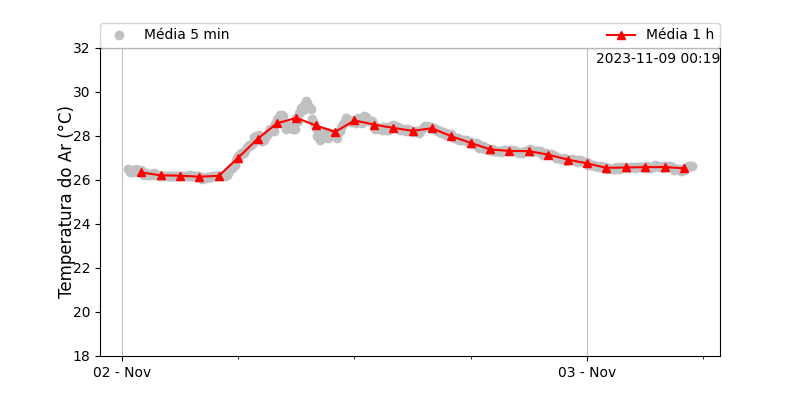 Média 5 min
Média 1 h
2023-11-09 00:19
Temperatura do Ar (°C)
32
30
28
26
24
22
20
18
02 - Nov
03 - Nov